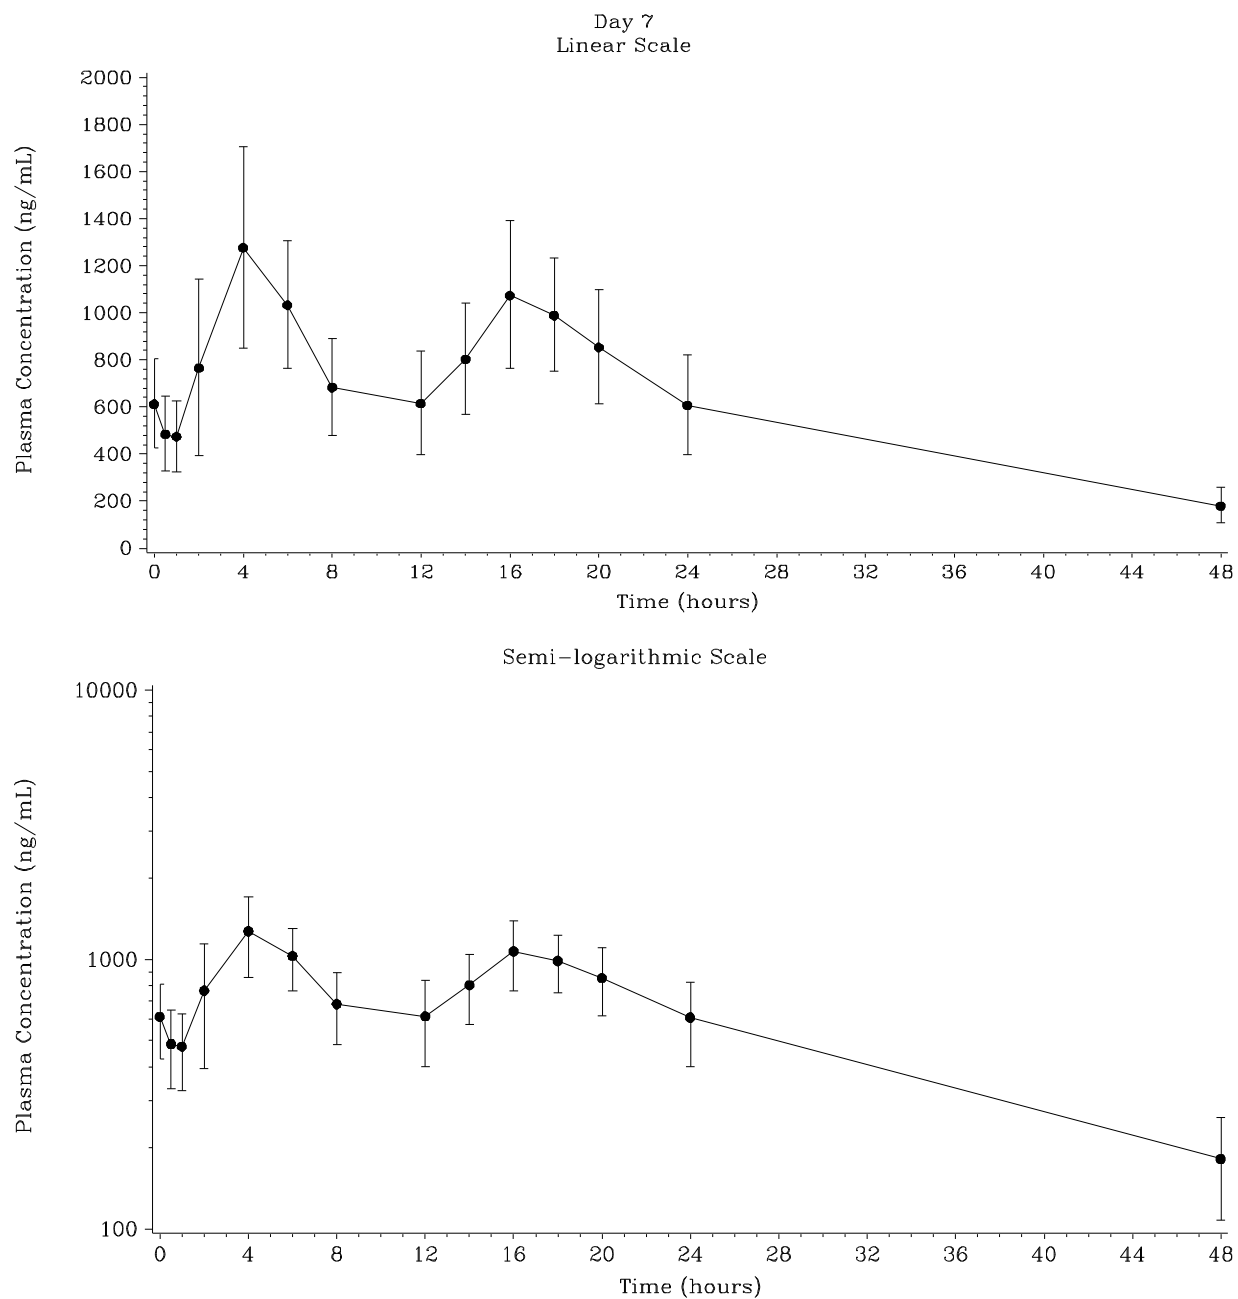 Day 7
Linear Scale
Plasma Concentration (ng/mL)
2000
1800
1600
1400
1200
1000
800
600
400
200
0
0 4 8 12 16 20 24 28 32 36 40 44 48
Time (hours)
Semi-logarithmic Scale
Plasma Concentration (ng/mL)
10000
1000
100
0 4 8 12 16 20 24 28 32 36 40 44 48
Time (hours)